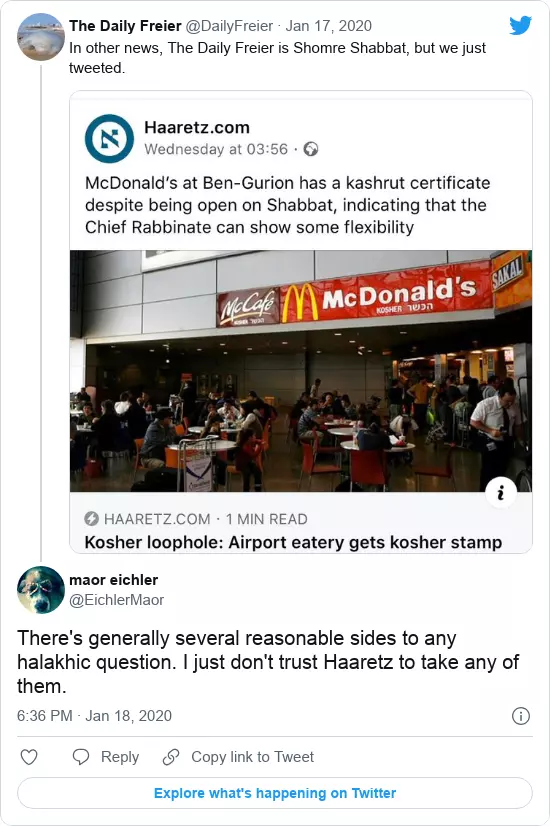 The Daily Freier @DailyFreier · Jan 17, 2020
In other news, The Daily Freier is Shomre Shabbat, but we just
tweeted.
Haaretz.com
Wednesday at 03:56 ·
McDonald's at Ben-Gurion has a kashrut certificate
despite being open on Shabbat, indicating that the
Chief Rabbinate can show some flexibility
McCafé
KOSHER כשר
McDonald's
KOSHER כשר
SAKAL
HAARETZ.COM · 1 MIN READ
Kosher loophole: Airport eatery gets kosher stamp
maor eichler
@EichlerMaor
There's generally several reasonable sides to any
halakhic question. I just don't trust Haaretz to take any of
them.
6:36 PM · Jan 18, 2020
Reply
Copy link to Tweet
Explore what's happening on Twitter